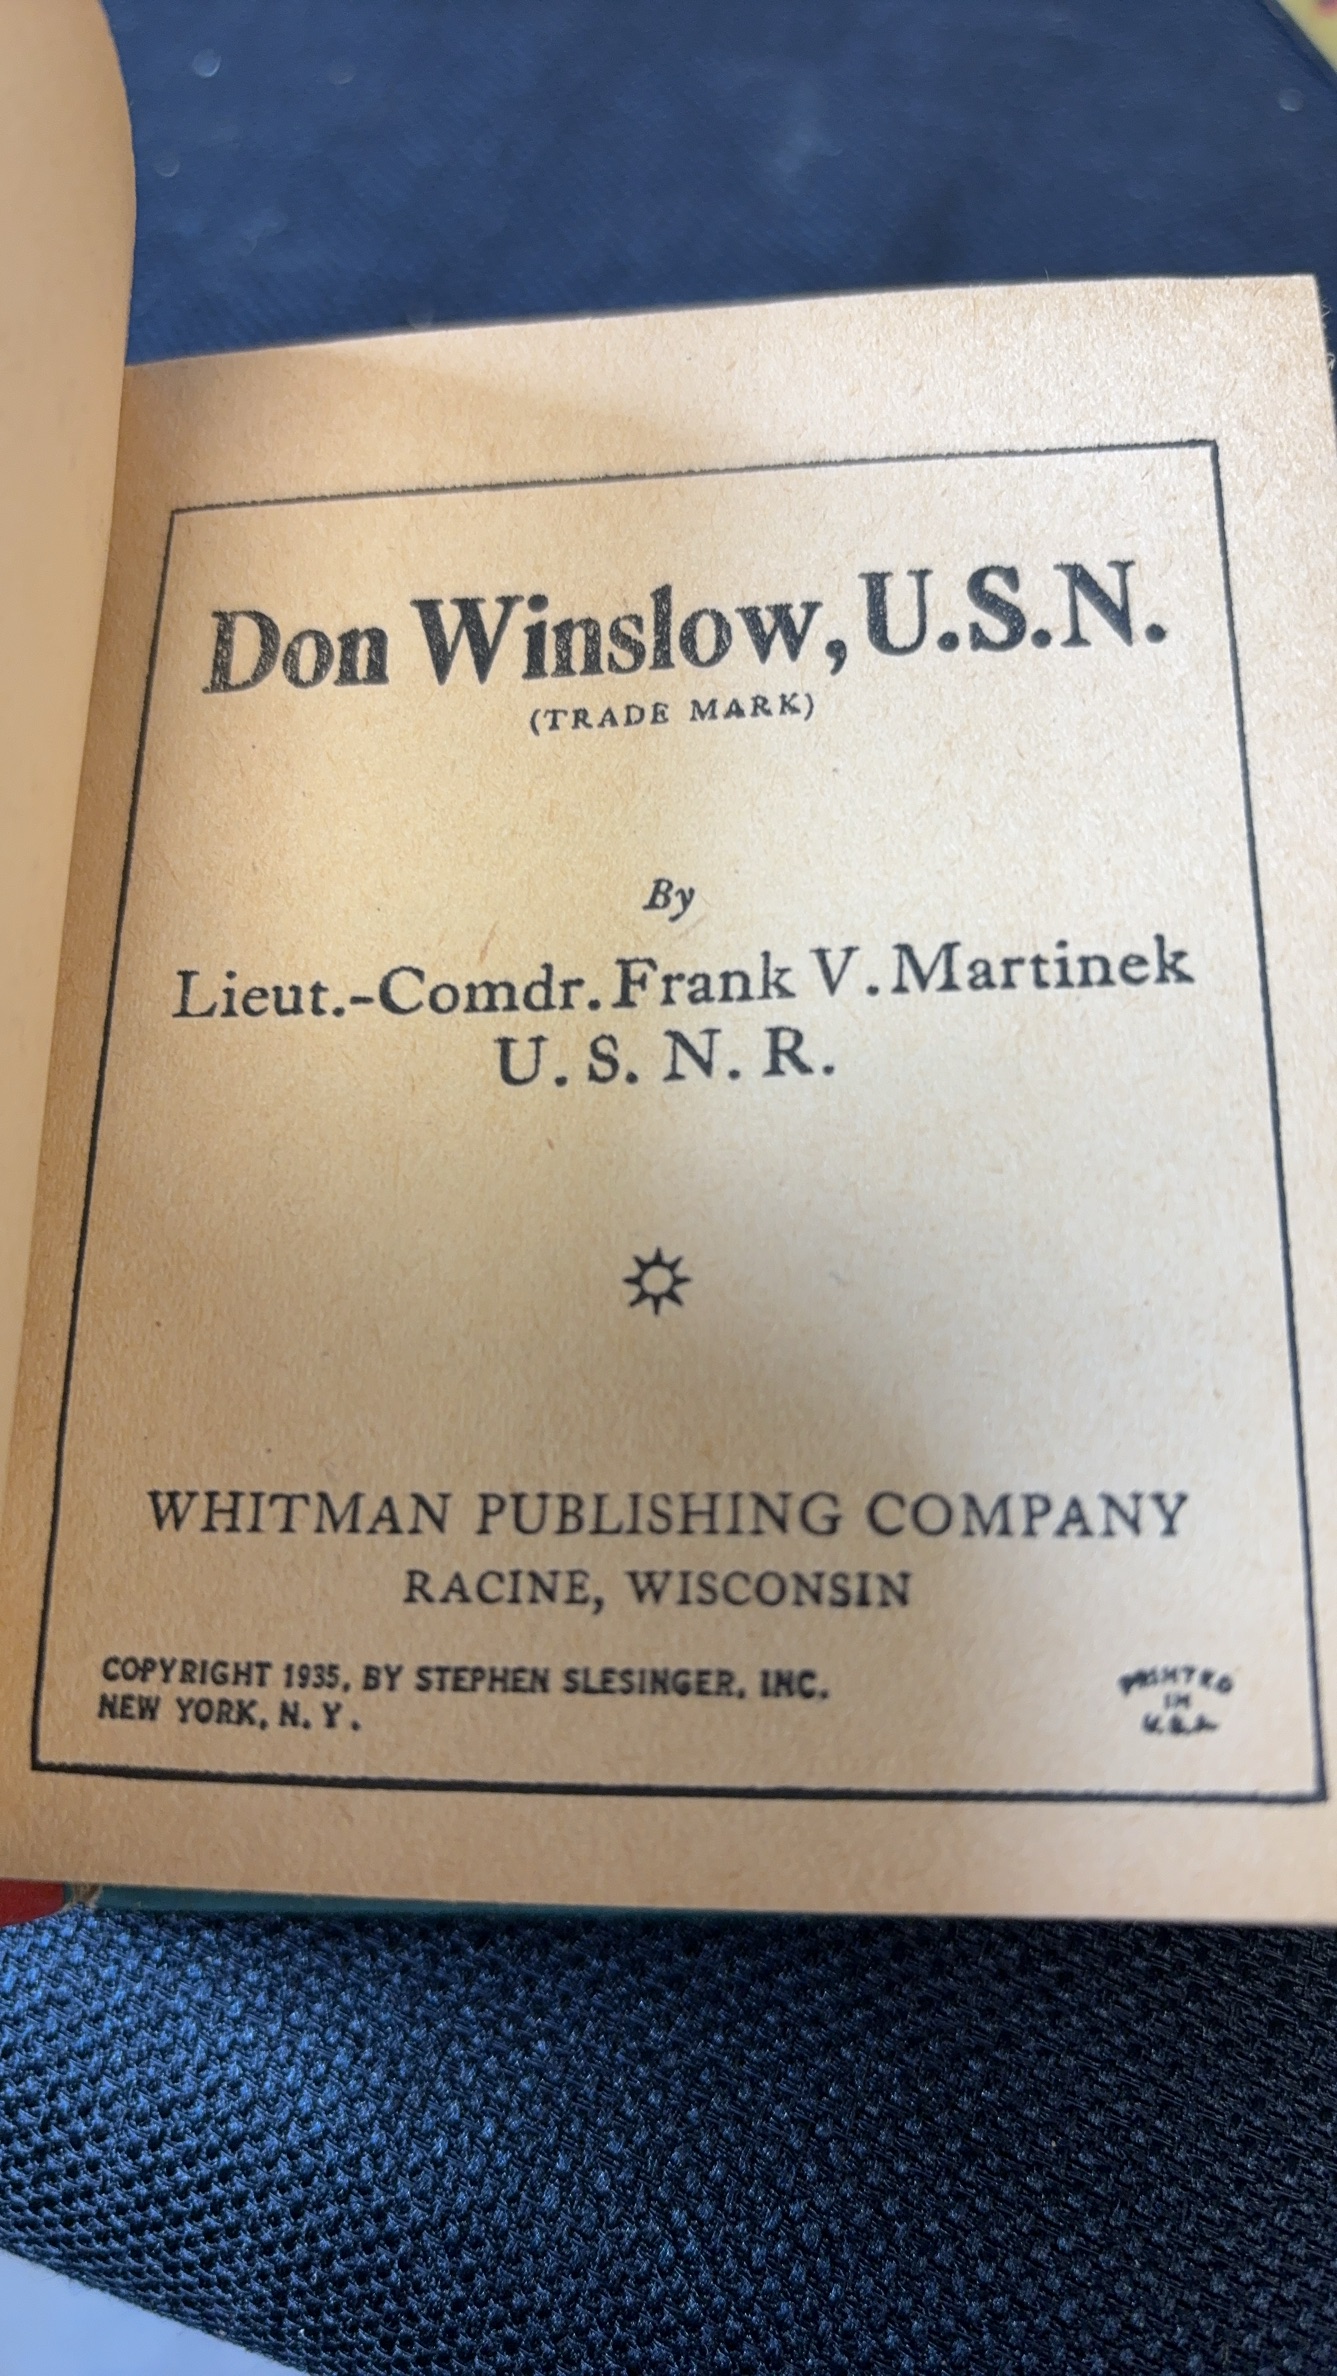 Don Winslow, U.S.N.
(TRADE MARK)
By
Lieut.-Comdr. Frank V. Martinek
U. S. N. R.
WHITMAN PUBLISHING COMPANY
RACINE, WISCONSIN
COPYRIGHT 1935, BY STEPHEN SLESINGER, INC.
NEW YORK, N. Y.
PRINTED
IN
U.S.A.